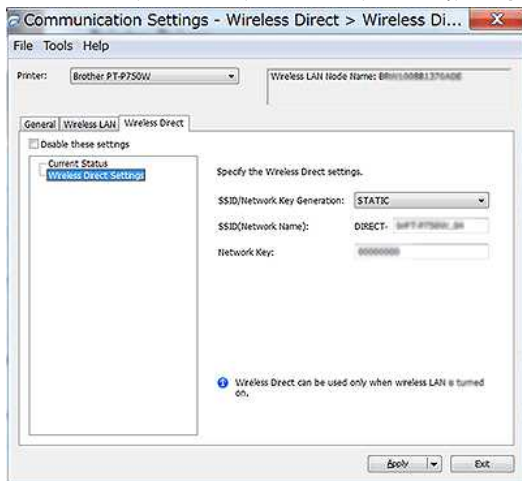 Communication Settings - Wireless Direct > Wireless Di...
File Tools Help
Printer: Brother PT-P750W Wireless LAN Node Name:
General Wireless LAN Wireless Direct
Disable these settings
Current Status
Wireless Direct Settings
Specify the Wireless Direct settings.
SSID/Network Key Generation: STATIC
SSID(Network Name): DIRECT-
Network Key:
Wireless Direct can be used only when wireless LAN is turned
on.
Apply Exit